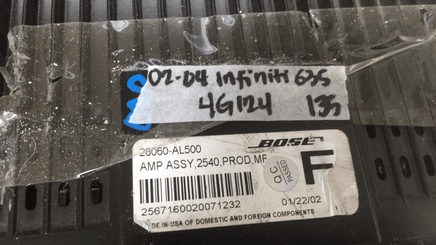 02-04 Infiniti G35
4G124 135
28060-AL500
BOSE
AMP ASSY,2540,PROD,MF
QC
PASSED
F
2567160020071232
01/22/02
DE IN USA OF DOMESTIC AND FOREIGN COMPONENTS